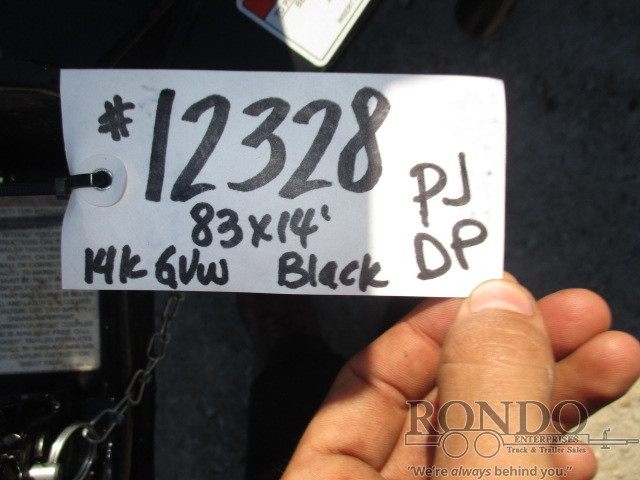 #12328
PJ
83x14'
DP
14K GVW Black
RONDO
ENTERPRISES
Truck & Trailer Sales
"We're always behind you."